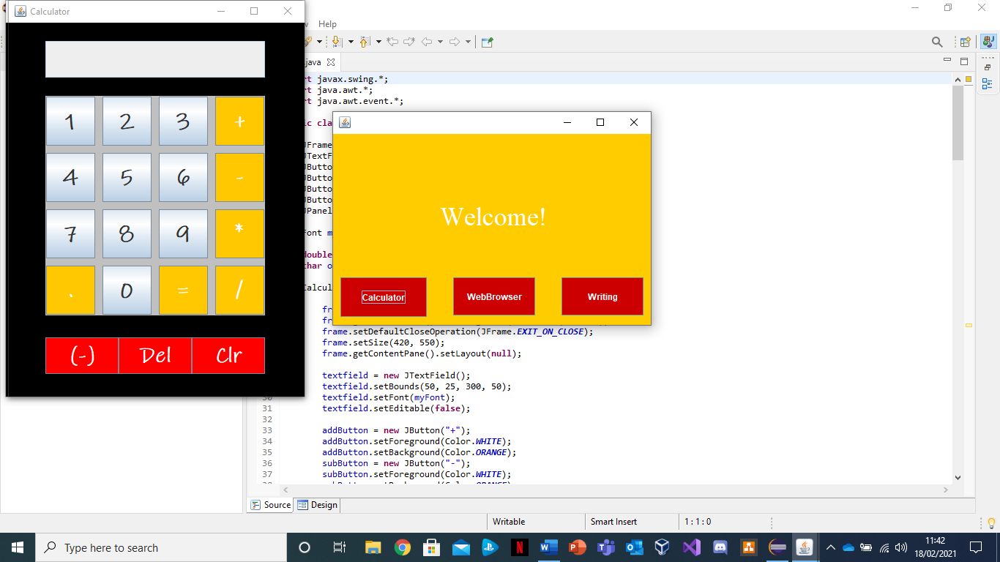 Calculator
1 2 3 +
4 5 6 -
7 8 9 *
. 0 = /
(-) Del Clr
Help
java
rt javax.swing.*;
rt java.awt.*;
rt java.awt.event.*;
ic cla
JFrame
JTextF
JButto
JButto
JButto
JButto
JPanel
Font m
double
char o
Calcul
Welcome!
Calculator WebBrowser Writing
fr
fr
frame.setDefaultCloseOperation(JFrame.EXIT_ON_CLOSE);
frame.setSize(420, 550);
frame.getContentPane().setLayout(null);
textfield = new JTextField();
textfield.setBounds(50, 25, 300, 50);
30 textfield.setFont(myFont);
31 textfield.setEditable(false);
32
33 addButton = new JButton("+");
34 addButton.setForeground(Color.WHITE);
35 addButton.setBackground(Color.ORANGE);
36 subButton = new JButton("-");
37 subButton.setForeground(Color.WHITE);
Source Design
Writable Smart Insert 1 : 1 : 0
Type here to search
11:42
18/02/2021